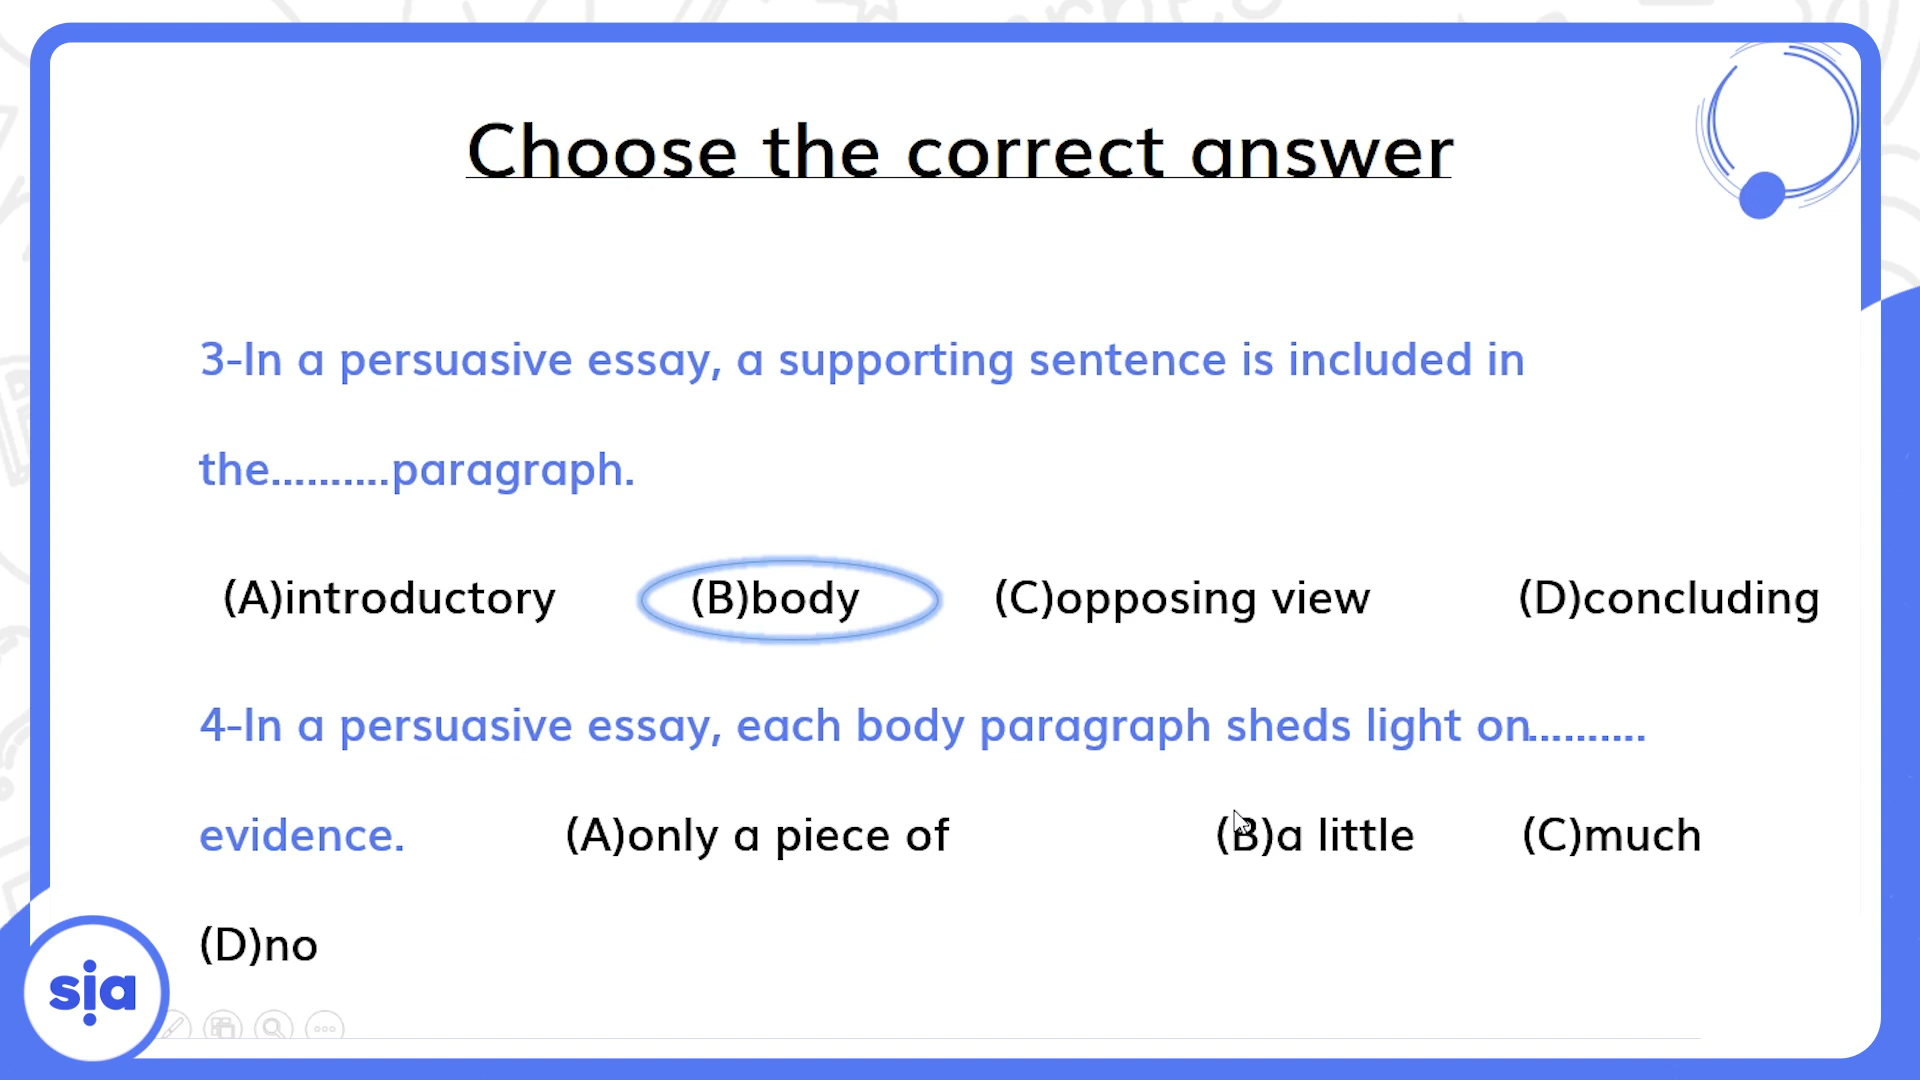 Choose the correct answer
3-In a persuasive essay, a supporting sentence is included in
the..........paragraph.
(A)introductory (B)body (C)opposing view (D)concluding
4-In a persuasive essay, each body paragraph sheds light on..........
evidence. (A)only a piece of (B)a little (C)much
(D)no
sia